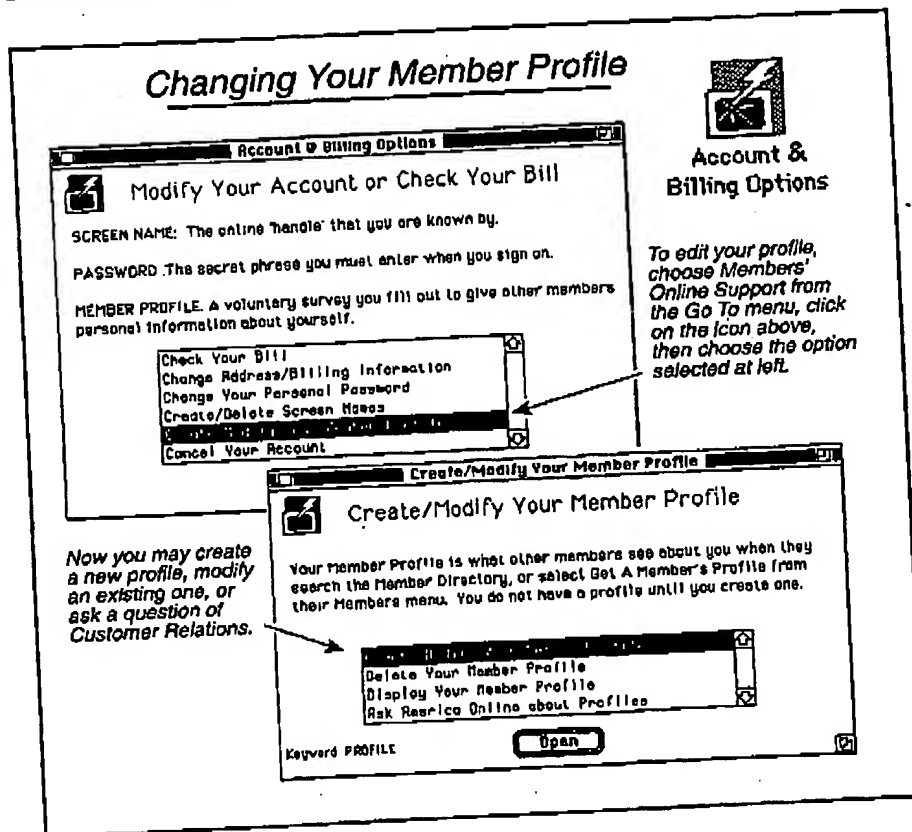 Changing Your Member Profile
Account & Billing Options
Modify Your Account or Check Your Bill
SCREEN NAME: The online 'handle' that you are known by.
PASSWORD. The secret phrase you must enter when you sign on.
MEMBER PROFILE. A voluntary survey you fill out to give other members
personal information about yourself.
Check Your Bill
Change Address/Billing Information
Change Your Personal Password
Create/Delete Screen Names
Cancel Your Account
Account &
Billing Options
To edit your profile,
choose Members'
Online Support from
the Go To menu, click
on the icon above,
then choose the option
selected at left.
Create/Modify Your Member Profile
Create/Modify Your Member Profile
Your Member Profile is what other members see about you when they
search the Member Directory, or select Get A Member's Profile from
their Members menu. You do not have a profile until you create one.
Delete Your Member Profile
Display Your Member Profile
Ask America Online about Profiles
Keyword PROFILE
Open
Now you may create
a new profile, modify
an existing one, or
ask a question of
Customer Relations.